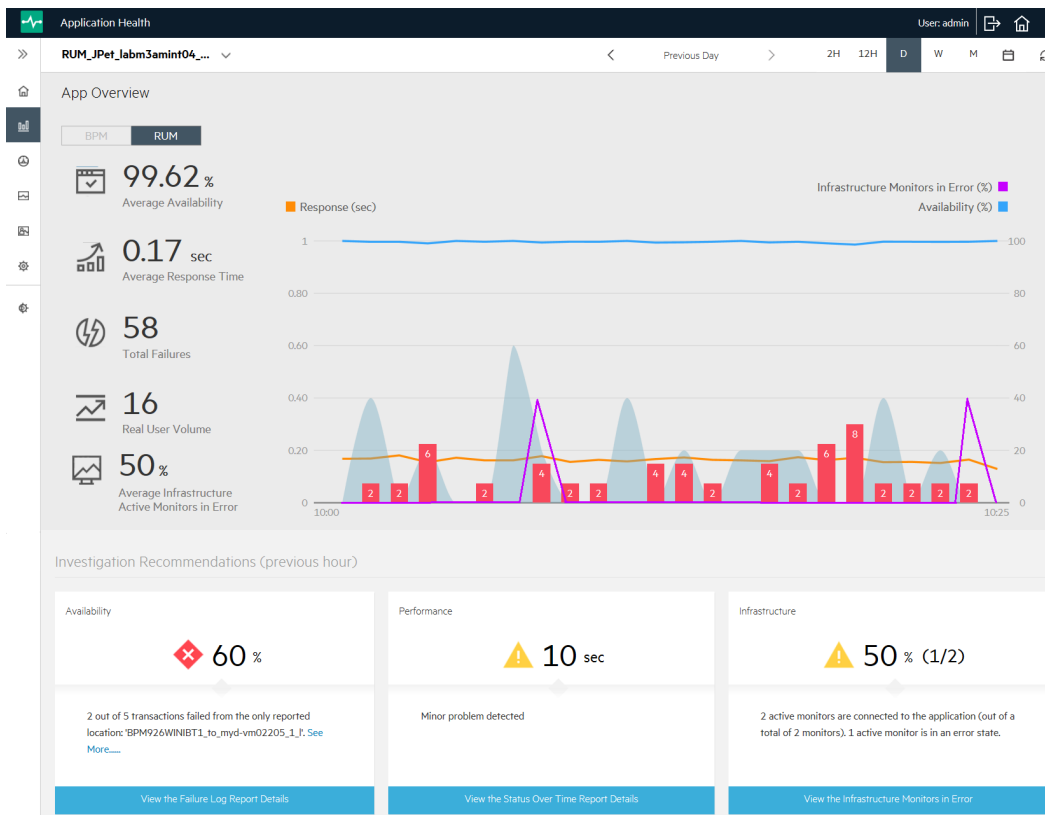 Application Health
User: admin
RUM_JPet_labm3amint04_...
Previous Day
2H 12H D W M
App Overview
BPM RUM
99.62 %
Average Availability
0.17 sec
Average Response Time
58
Total Failures
16
Real User Volume
50 %
Average Infrastructure
Active Monitors in Error
Infrastructure Monitors in Error (%)
Response (sec)
Availability (%)
1 100
0.80 80
0.60 60
0.40 40
0.20 20
0 0
8
6 6
4 4 4 4
2 2 2 2 2 2 2 2 2 2 2
10:00 10:25
Investigation Recommendations (previous hour)
Availability
60 %
2 out of 5 transactions failed from the only reported
location: 'BPM926WINIBT1_to_myd-vm02205_1_l'. See
More......
View the Failure Log Report Details
Performance
10 sec
Minor problem detected
View the Status Over Time Report Details
Infrastructure
50 % (1/2)
2 active monitors are connected to the application (out of a
total of 2 monitors). 1 active monitor is in an error state.
View the Infrastructure Monitors in Error